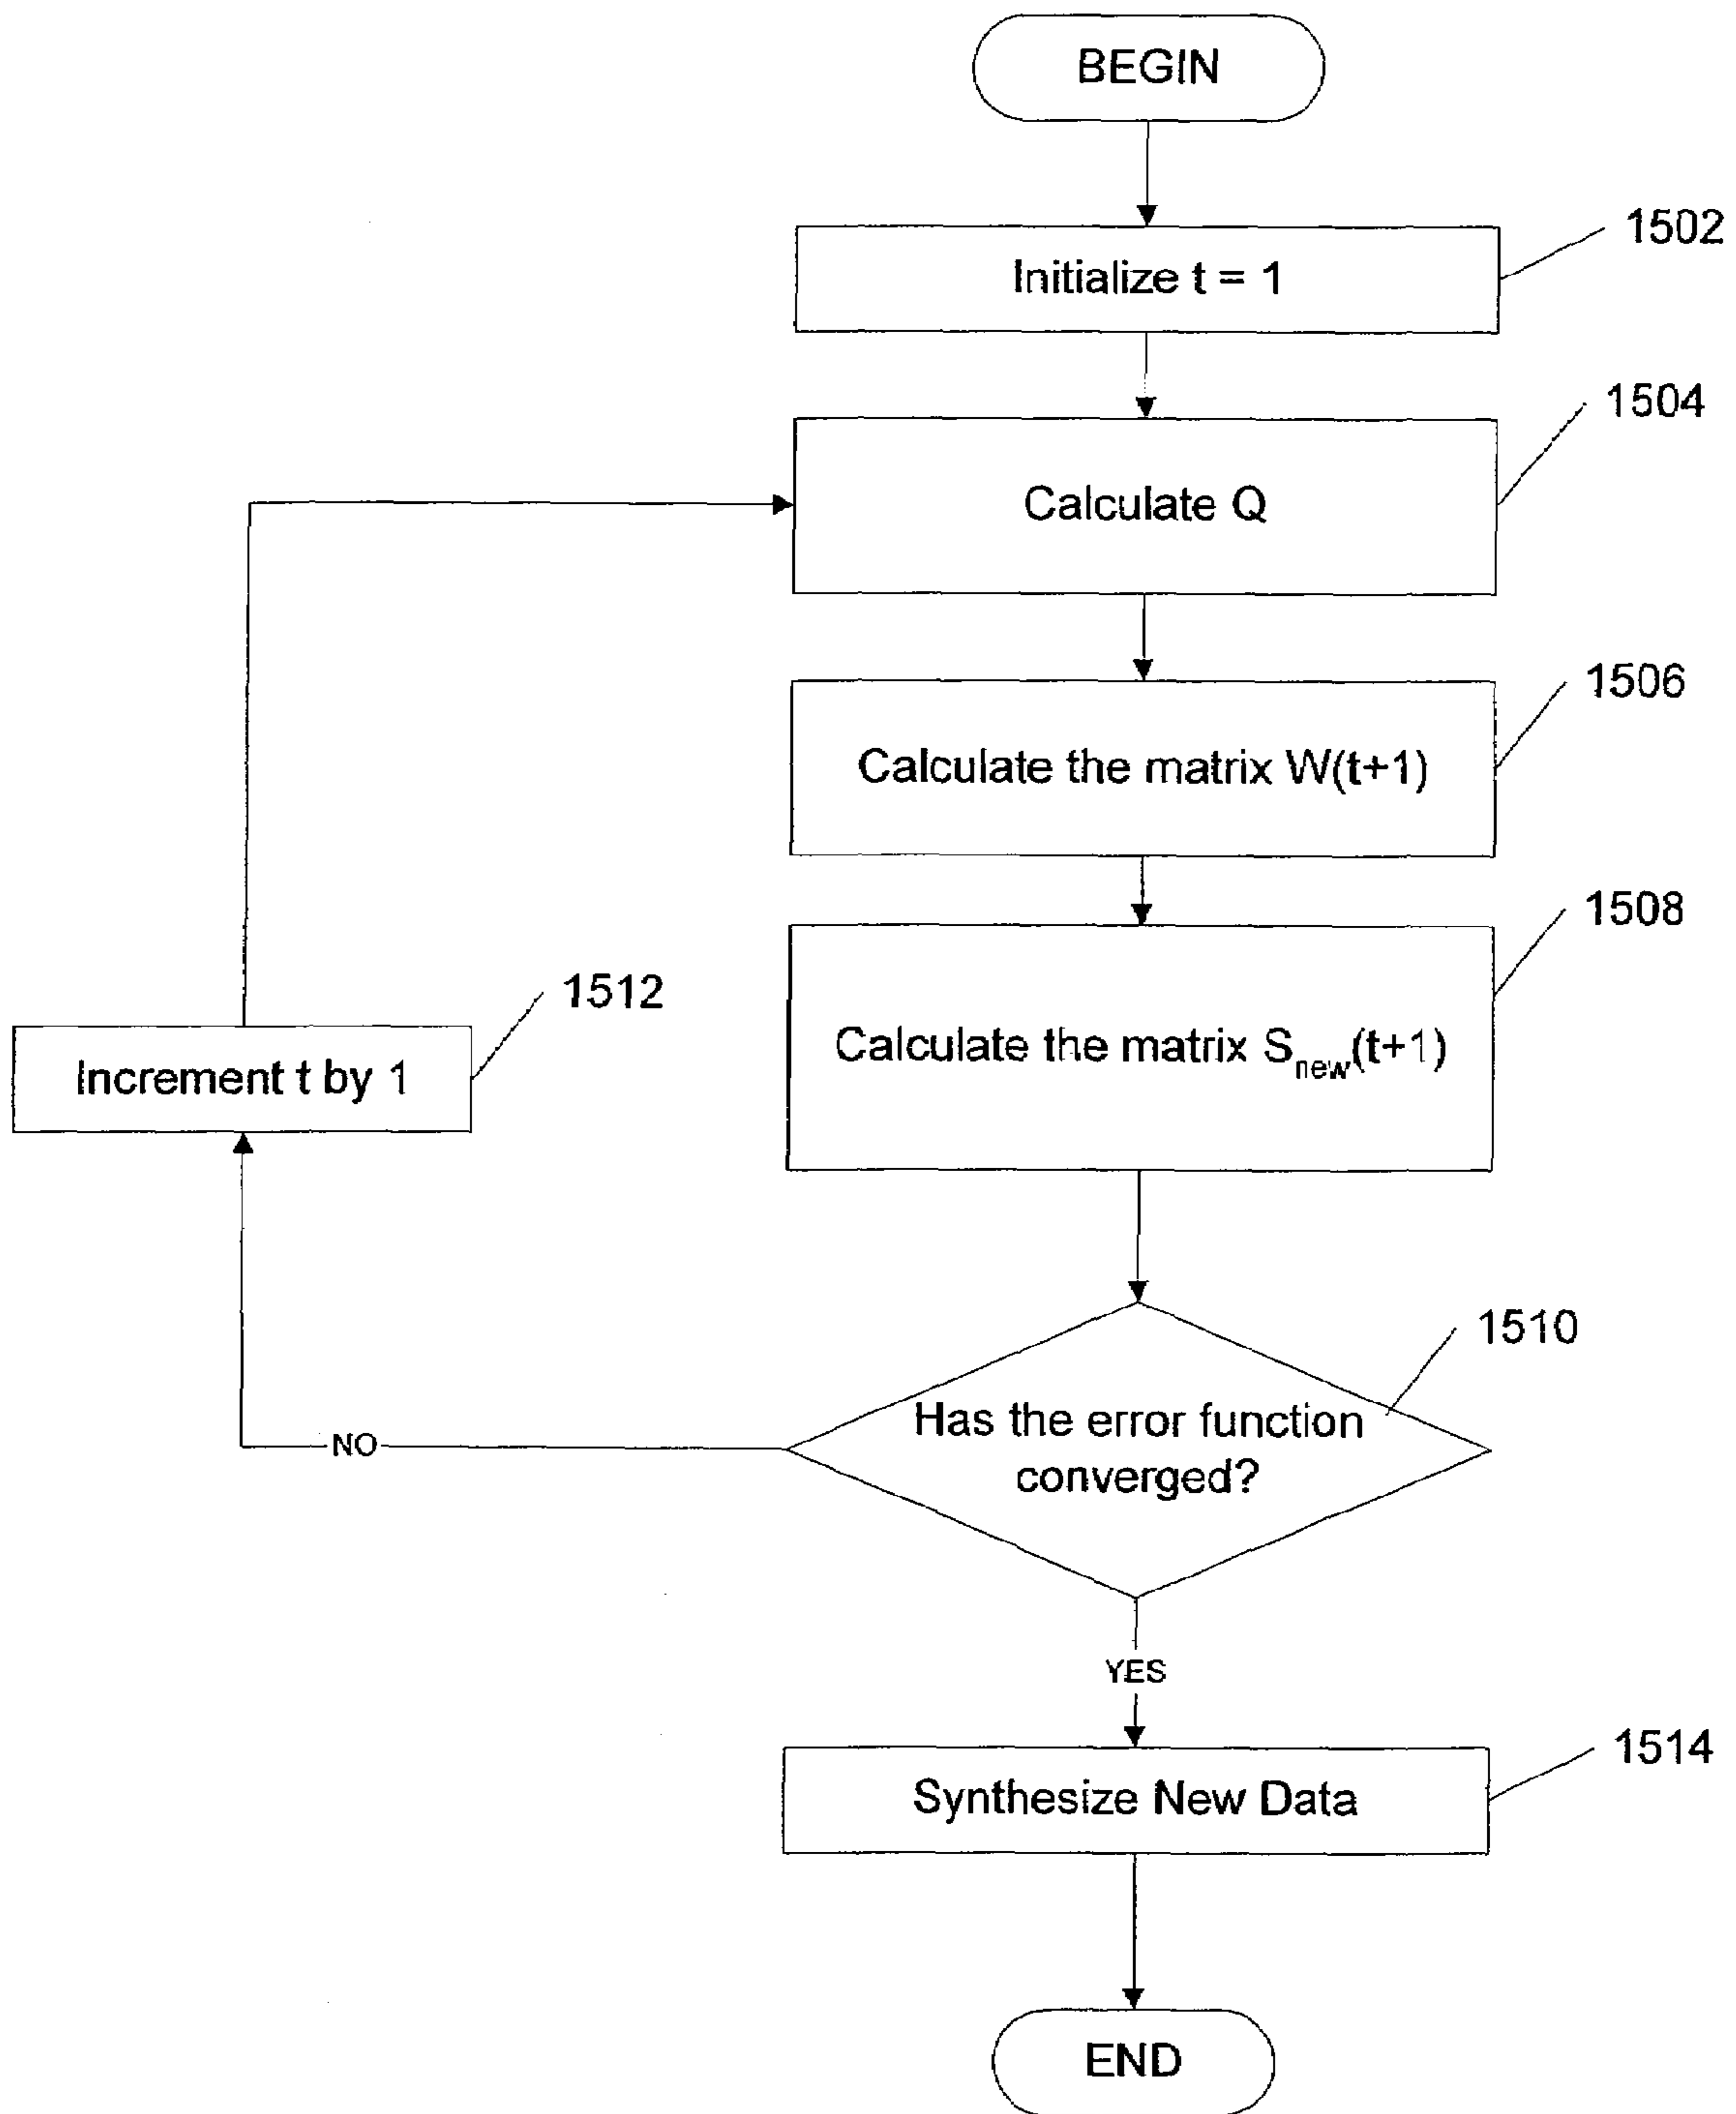 BEGIN
1502
Initialize t = 1
1504
Calculate Q
1506
Calculate the matrix W(t+1)
1508
Calculate the matrix Snew(t+1)
1512
Increment t by 1
1510
Has the error function
converged?
NO
YES
1514
Synthesize New Data
END